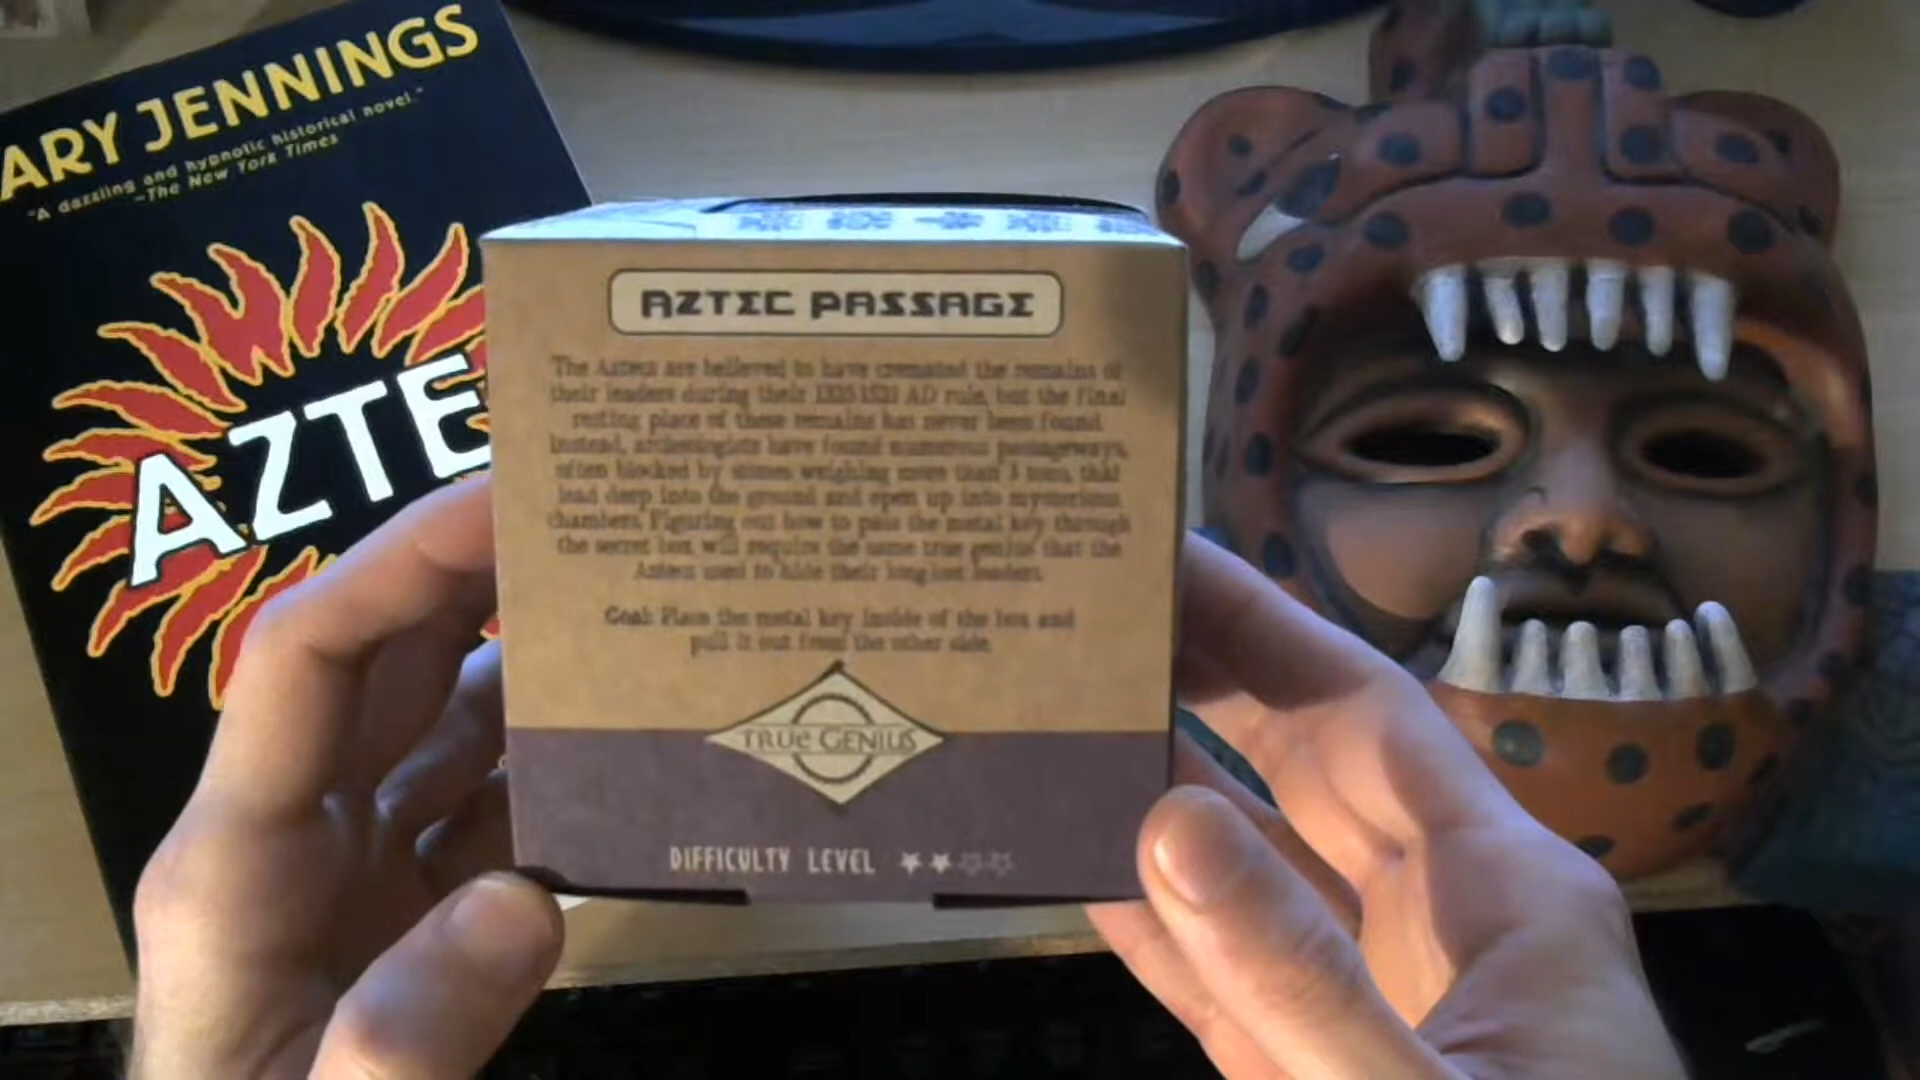 ARY JENNINGS
"A dazzling and hypnotic historical novel."
—The New York Times
AZTE
AZTEC PASSAGE
The Aztecs are believed to have cremated the remains of
their leaders during their 1325-1521 AD rule, but the final
resting place of these remains has never been found.
Instead, archeologists have found numerous passageways,
often blocked by stones weighing more than 3 tons, that
lead deep into the ground and open up into mysterious
chambers. Figuring out how to pass the metal key through
the secret box will require the same true genius that the
Aztecs used to hide their long-lost leaders.
Goal: Place the metal key inside of the box and
pull it out from the other side.
TRUe GENIUS
DIFFICULTY LEVEL